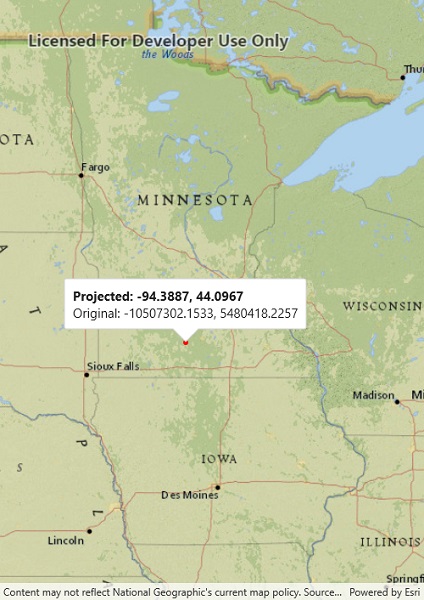 Licensed For Developer Use Only
the Woods
Thu
OTA
Fargo
MINNESOTA
A
T
Projected: -94.3887, 44.0967
Original: -10507302.1533, 5480418.2257
WISCONSIN
Sioux Falls
Madison
Mi
P
IOWA
S
Des Moines
L
Lincoln
ILLINOIS
Springf
Content may not reflect National Geographic's current map policy. Source... Powered by Esri